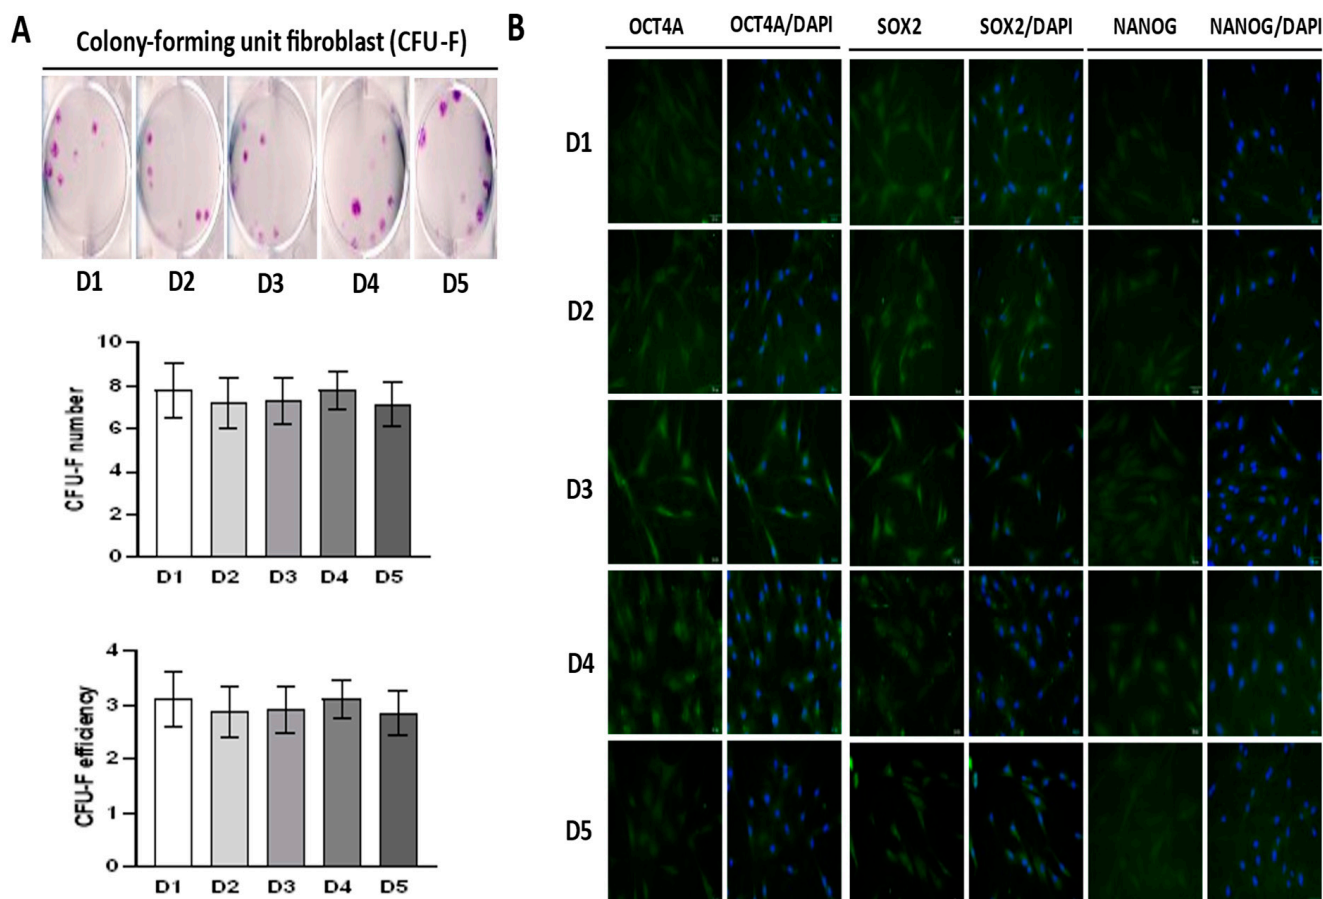 A
Colony-forming unit fibroblast (CFU-F)
D1 D2 D3 D4 D5
10
8
6
4
2
0
CFU-F number
D1 D2 D3 D4 D5
4
3
2
1
0
CFU-F efficiency
D1 D2 D3 D4 D5
B
OCT4A OCT4A/DAPI SOX2 SOX2/DAPI NANOG NANOG/DAPI
D1
D2
D3
D4
D5